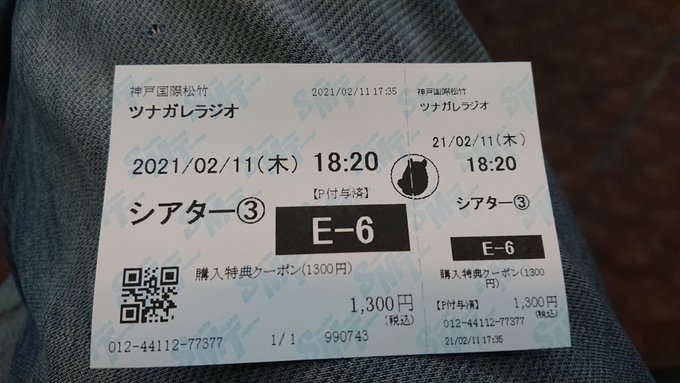 神戸国際松竹
2021/02/11 17:35
ツナガレラジオ
2021/02/11(木) 18:20
【P付与済】
シアター③
E-6
購入特典クーポン(1300円)
1,300円
(税込)
012-44112-77377
1/1
990743
神戸国際松竹
ツナガレラジオ
21/02/11(木)
18:20
シアター③
E-6
購入特典クーポン(1300
円)
【P付与済】 1,300円
(税込)
012-44112-77377
21/02/11 17:35